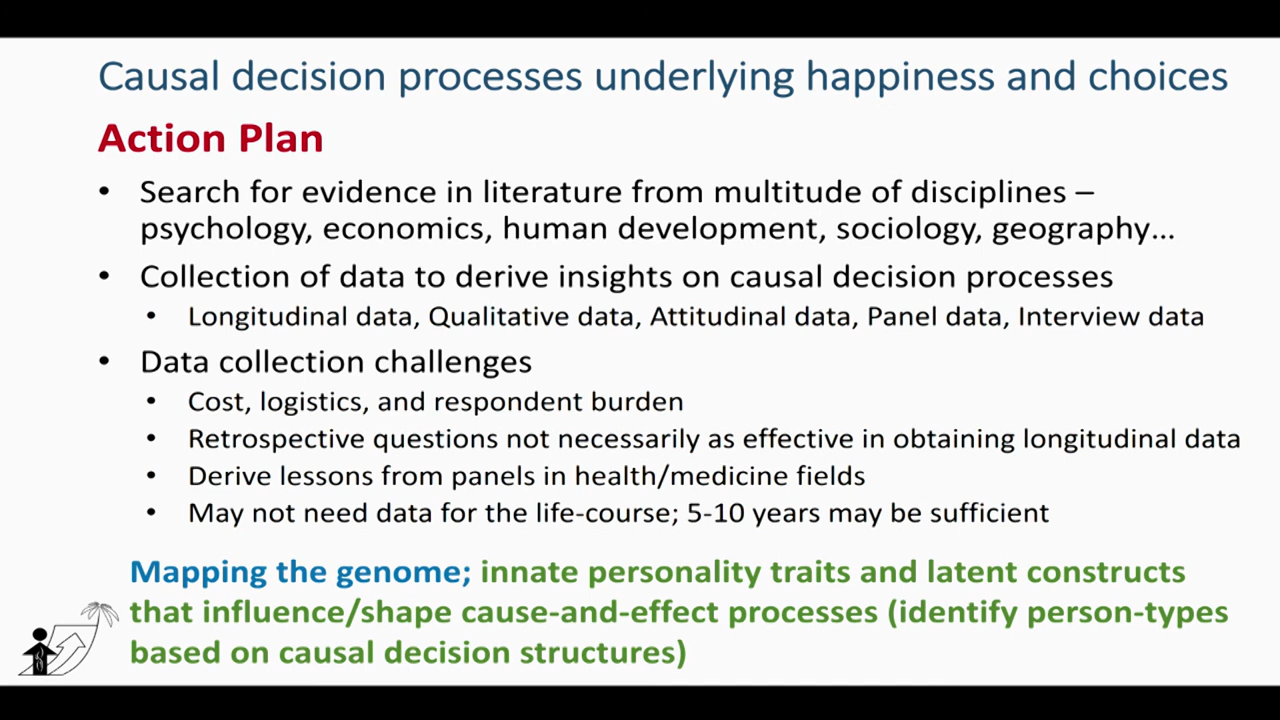 Causal decision processes underlying happiness and choices
Action Plan
• Search for evidence in literature from multitude of disciplines –
psychology, economics, human development, sociology, geography...
• Collection of data to derive insights on causal decision processes
• Longitudinal data, Qualitative data, Attitudinal data, Panel data, Interview data
• Data collection challenges
• Cost, logistics, and respondent burden
• Retrospective questions not necessarily as effective in obtaining longitudinal data
• Derive lessons from panels in health/medicine fields
• May not need data for the life-course; 5-10 years may be sufficient
Mapping the genome; innate personality traits and latent constructs
that influence/shape cause-and-effect processes (identify person-types
based on causal decision structures)